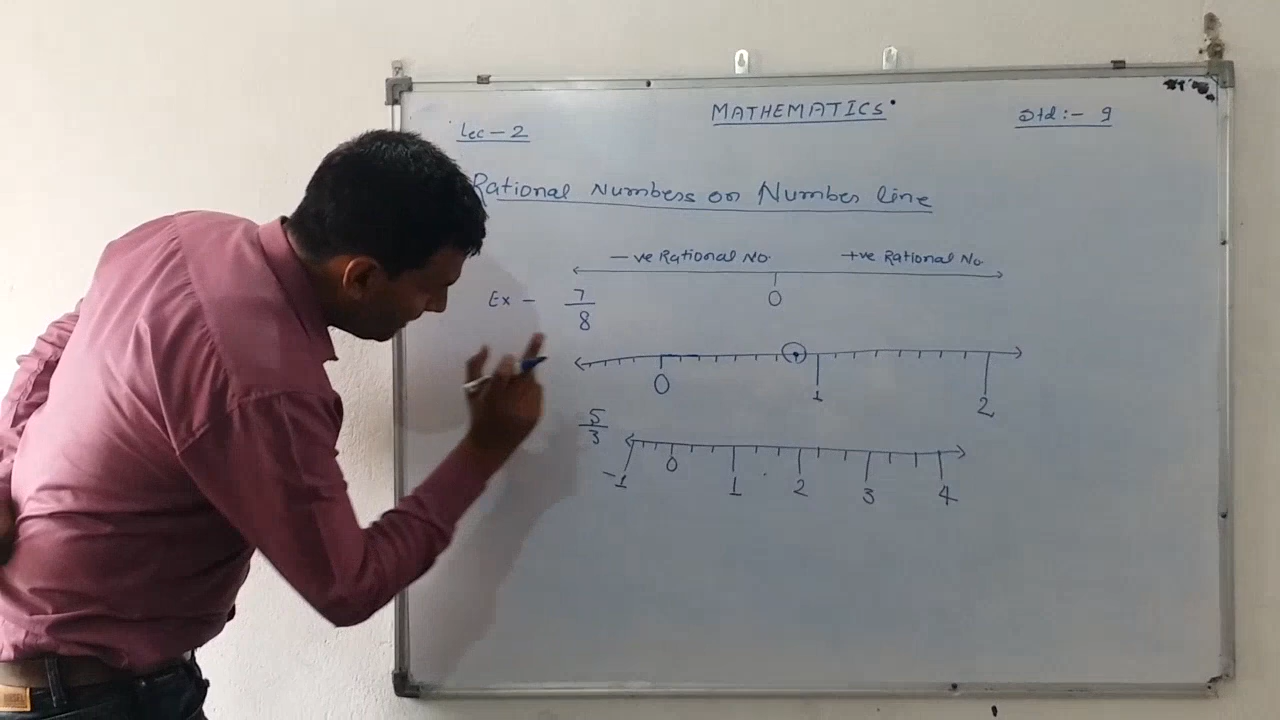 MATHEMATICS
Lec - 2
Std :- 9
Rational Numbers on Number line
-ve Rational No. +ve Rational No.
0
Ex - 7/8
0 1 2
5/3
-1 0 1 2 3 4